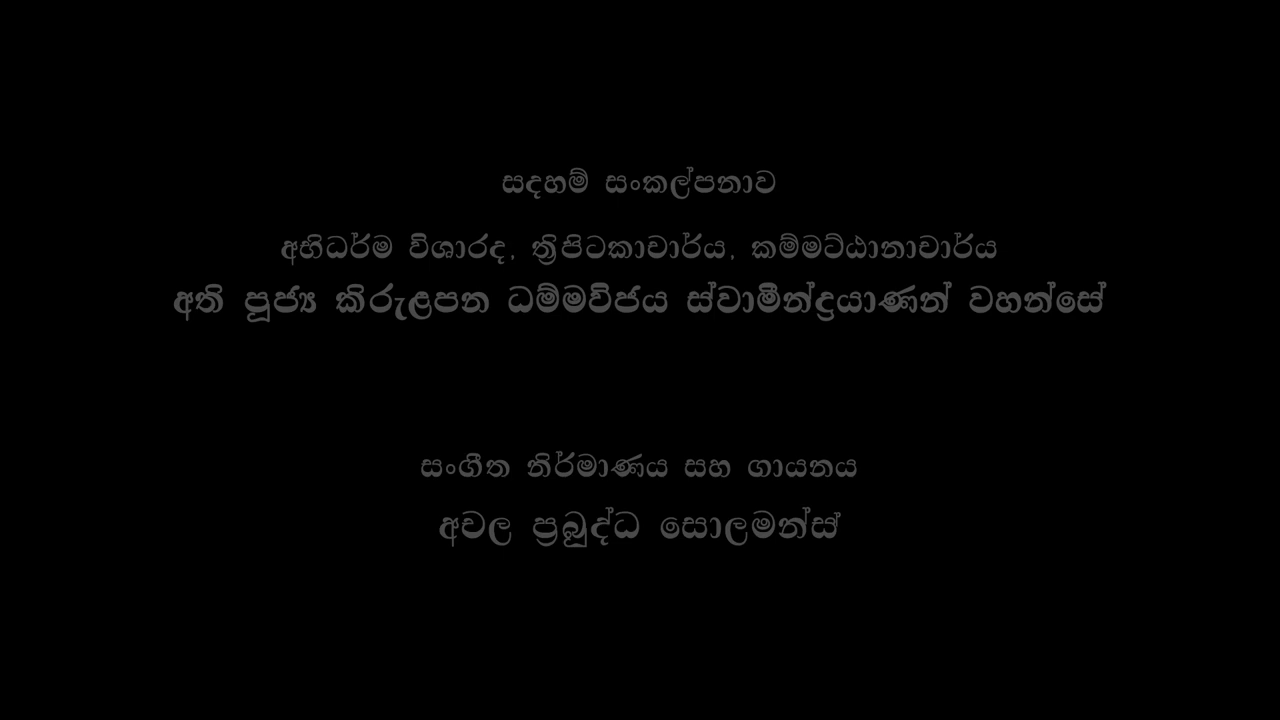 සදහම් සංකල්පනාව
අභිධර්ම විශාරද, ත්‍රිපිටකාචාර්ය, කම්මට්ඨානාචාර්ය
අති පූජ්‍ය කිරුළපන ධම්මවිජය ස්වාමීන්ද්‍රයාණන් වහන්සේ
සංගීත නිර්මාණය සහ ගායනය
අචල ප්‍රබුද්ධ සොලමන්ස්